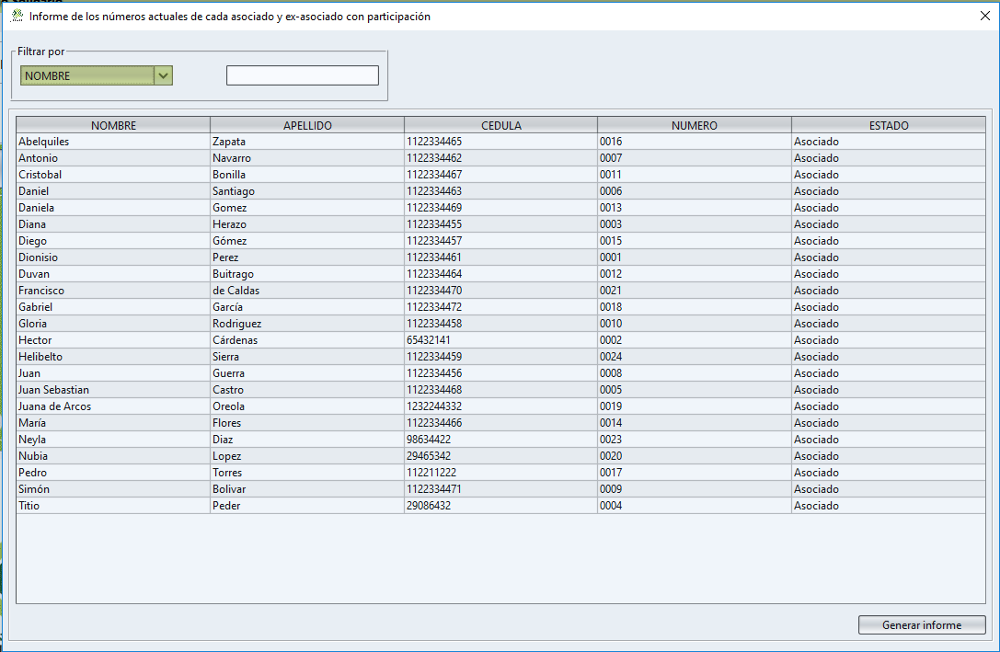 Informe de los números actuales de cada asociado y ex-asociado con participación
Filtrar por
NOMBRE
NOMBRE APELLIDO CEDULA NUMERO ESTADO
Abelquiles Zapata 1122334465 0016 Asociado
Antonio Navarro 1122334462 0007 Asociado
Cristobal Bonilla 1122334467 0011 Asociado
Daniel Santiago 1122334463 0006 Asociado
Daniela Gomez 1122334469 0013 Asociado
Diana Herazo 1122334455 0003 Asociado
Diego Gómez 1122334457 0015 Asociado
Dionisio Perez 1122334461 0001 Asociado
Duvan Buitrago 1122334464 0012 Asociado
Francisco de Caldas 1122334470 0021 Asociado
Gabriel García 1122334472 0018 Asociado
Gloria Rodriguez 1122334458 0010 Asociado
Hector Cárdenas 65432141 0002 Asociado
Helibelto Sierra 1122334459 0024 Asociado
Juan Guerra 1122334456 0008 Asociado
Juan Sebastian Castro 1122334468 0005 Asociado
Juana de Arcos Oreola 1232244332 0019 Asociado
María Flores 1122334466 0014 Asociado
Neyla Diaz 98634422 0023 Asociado
Nubia Lopez 29465342 0020 Asociado
Pedro Torres 112211222 0017 Asociado
Simón Bolivar 1122334471 0009 Asociado
Titio Peder 29086432 0004 Asociado
Generar informe